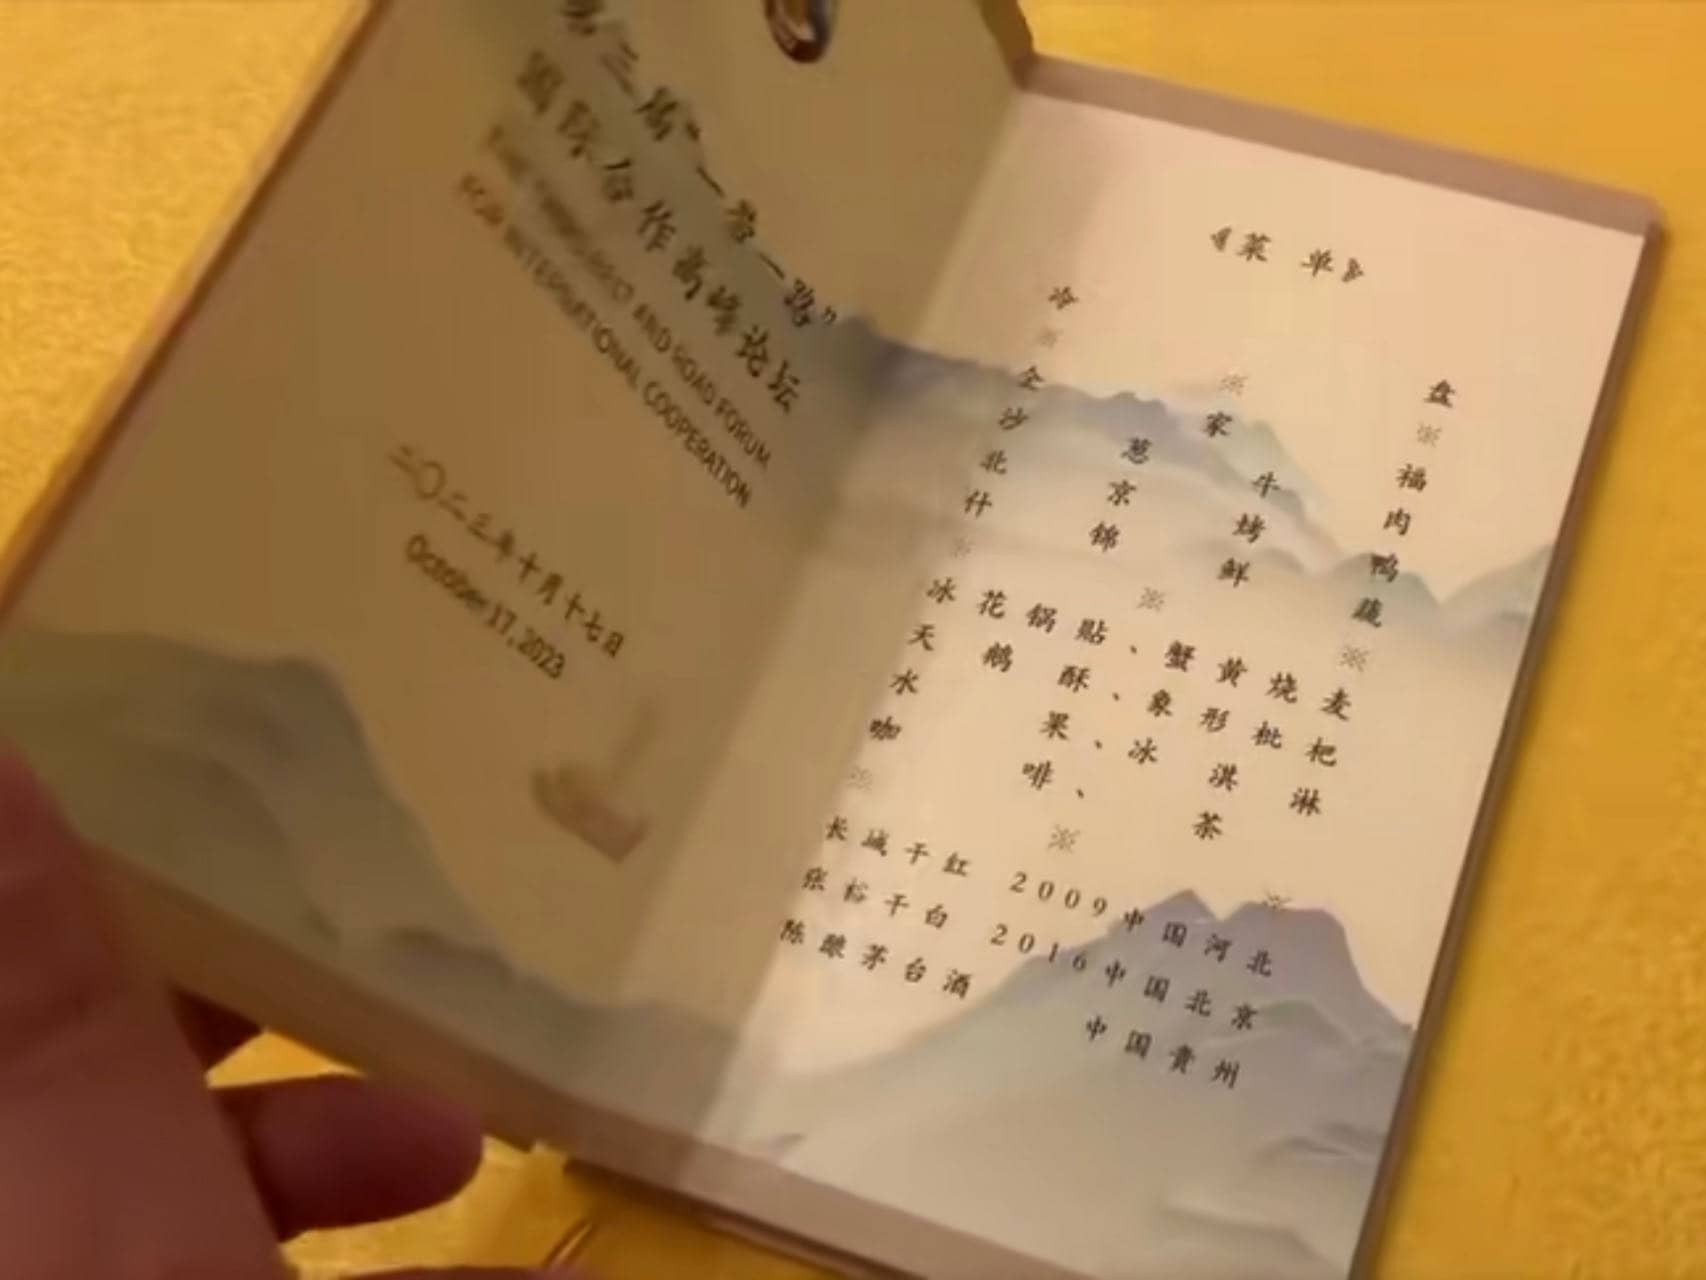 第三届“一带一路”
国际合作高峰论坛
THE THIRD BELT AND ROAD FORUM
FOR INTERNATIONAL COOPERATION
二〇二三年十月十七日
October 17, 2023
《菜 单》
冷 盘
※ ※ ※
全 家 福
沙 葱 牛 肉
北 京 烤 鸭
什 锦 鲜 蔬
※ ※ ※
冰花锅贴、蟹黄烧麦
天鹅酥、象形枇杷
水 果、冰 淇 淋
咖 啡、 茶
※ ※ ※
长城干红 2009 中国河北
张裕干白 2016 中国北京
陈酿茅台酒 中国贵州